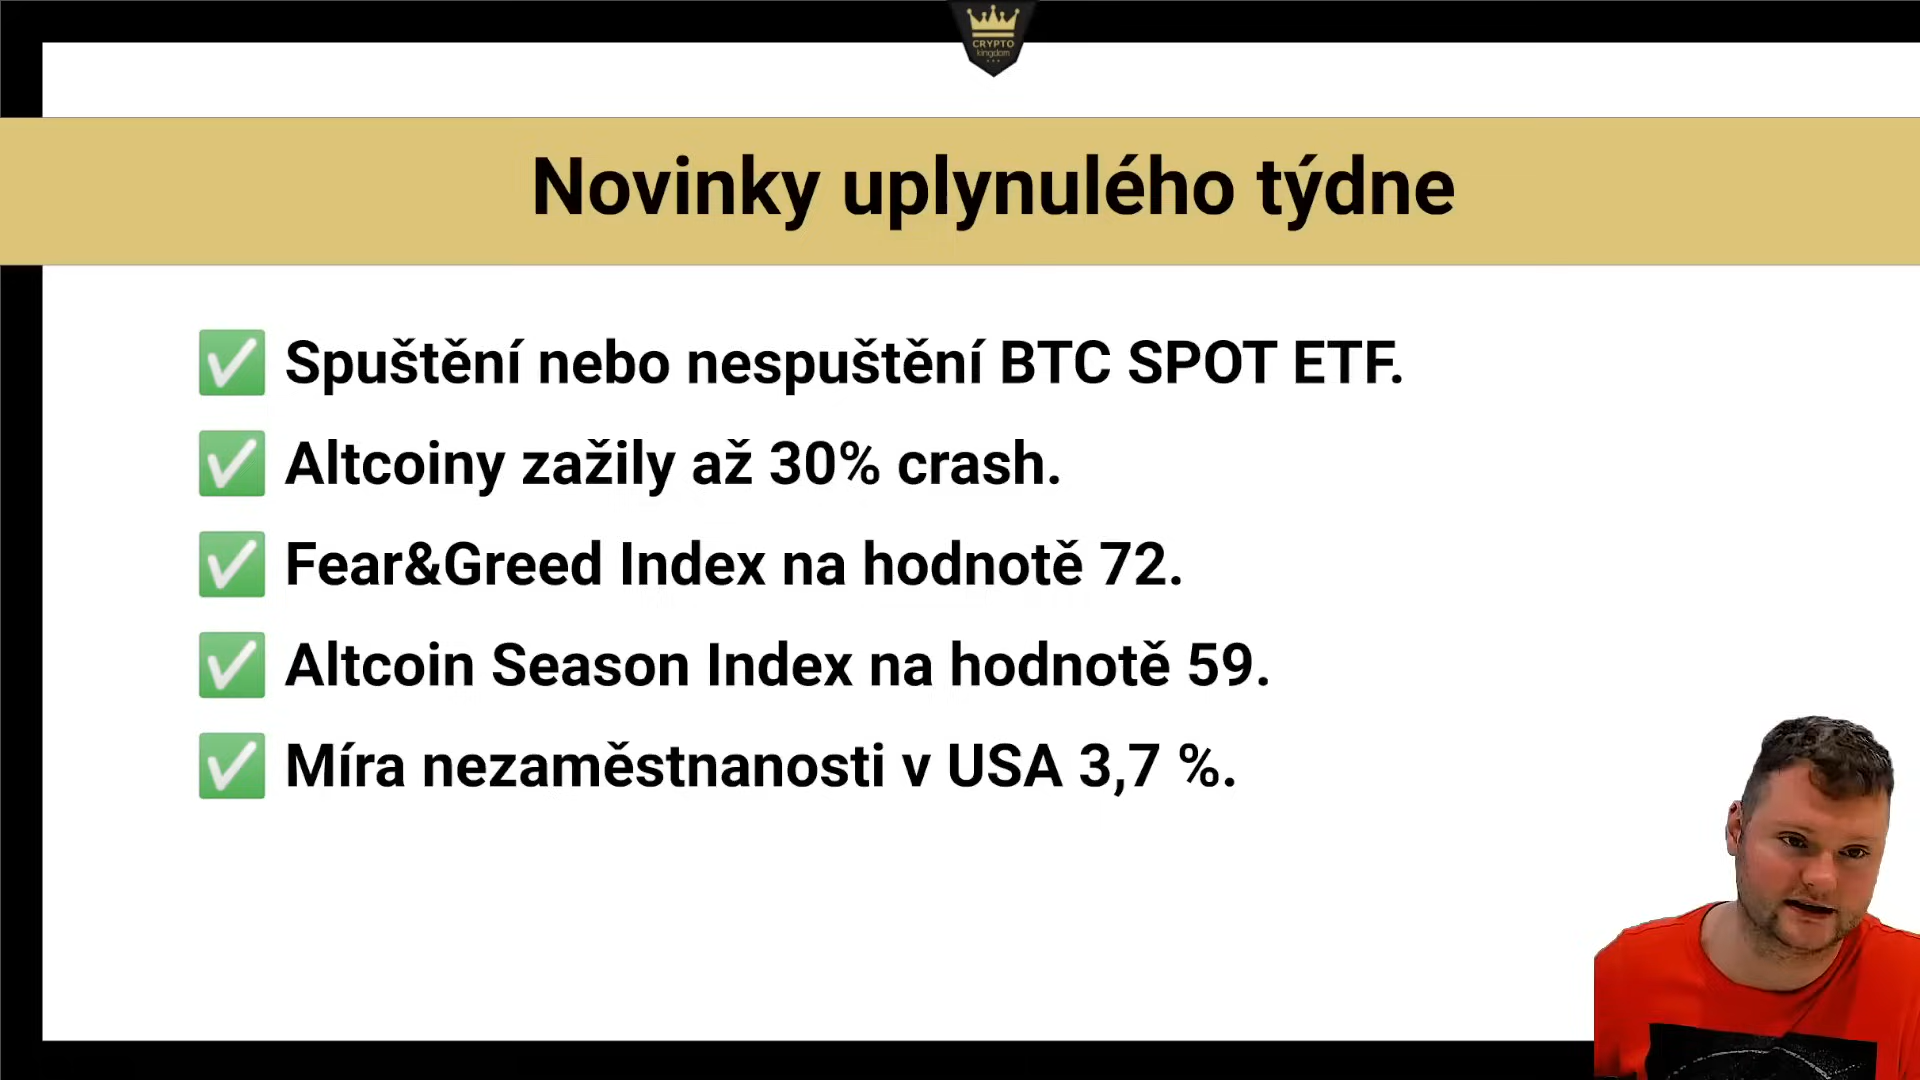 CRYPTO
kingdom
Novinky uplynulého týdne
✅ Spuštění nebo nespuštění BTC SPOT ETF.
✅ Altcoiny zažily až 30% crash.
✅ Fear&Greed Index na hodnotě 72.
✅ Altcoin Season Index na hodnotě 59.
✅ Míra nezaměstnanosti v USA 3,7 %.